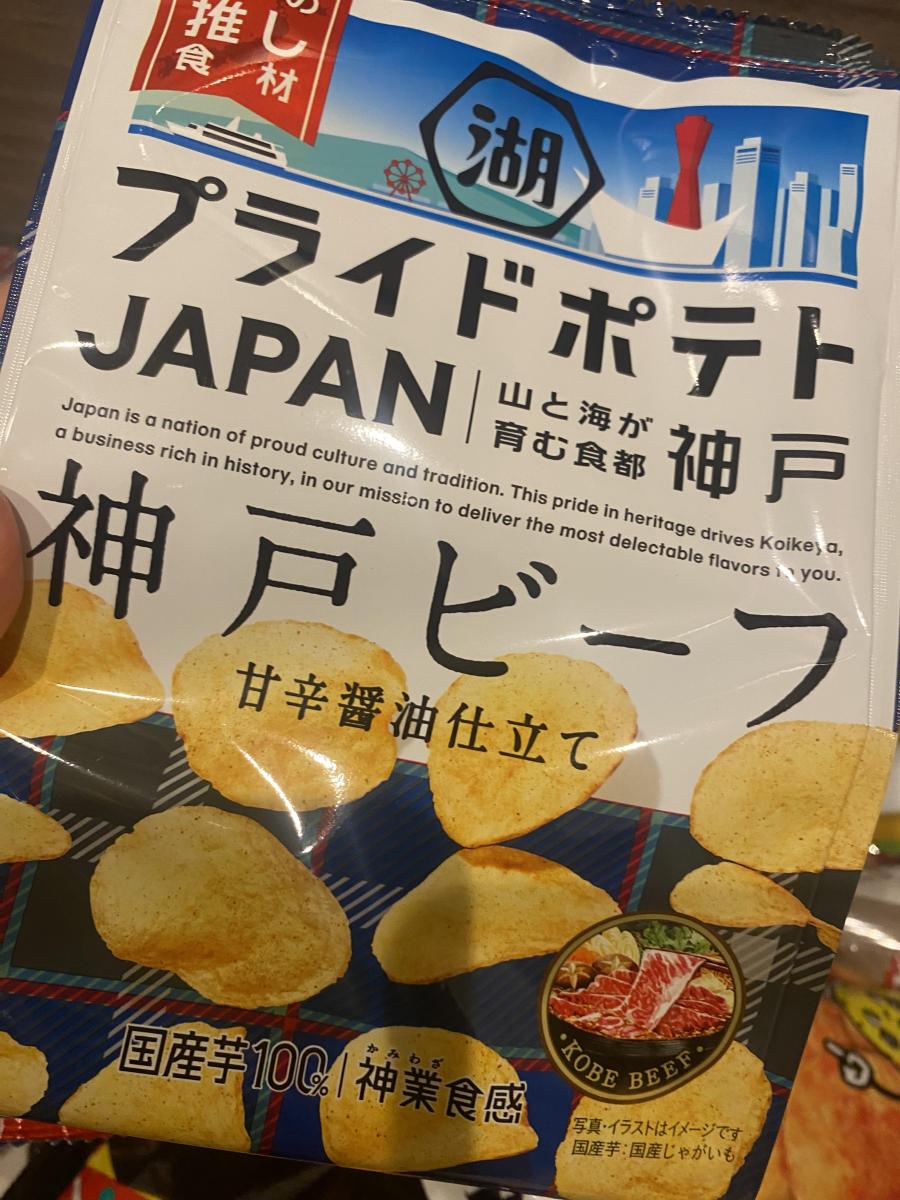 の
推し
食材
湖
プライドポテト
JAPAN
山と海が
育む食都
神戸
Japan is a nation of proud culture and tradition. This pride in heritage drives Koikeya,
a business rich in history, in our mission to deliver the most delectable flavors to you.
神戸ビーフ
甘辛醤油仕立て
KOBE BEEF
国産芋100%
かみわざ
神業食感
写真・イラストはイメージです
国産芋:国産じゃがいも